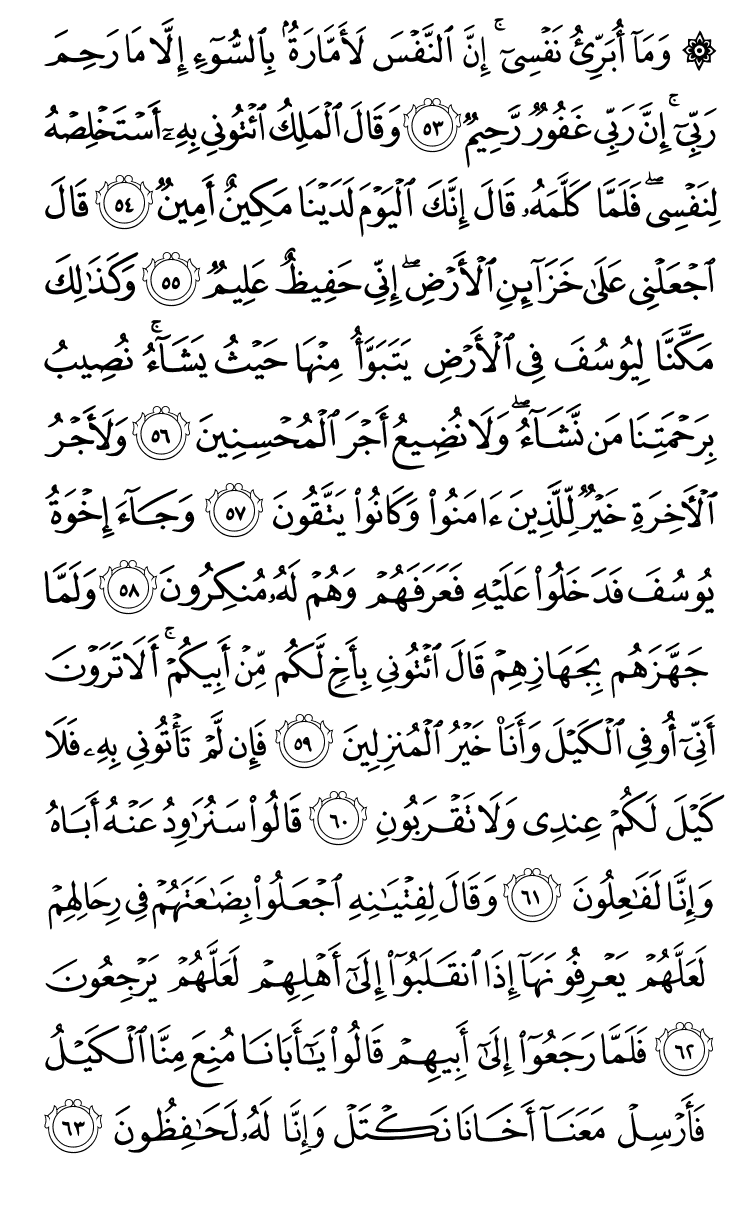 ۞ وَمَآ أُبَرِّئُ نَفْسِىٓ ۚ إِنَّ ٱلنَّفْسَ لَأَمَّارَةٌۢ بِٱلسُّوٓءِ إِلَّا مَا رَحِمَ
رَبِّىٓ ۚ إِنَّ رَبِّى غَفُورٌ رَّحِيمٌ ٥٣ وَقَالَ ٱلْمَلِكُ ٱئْتُونِى بِهِۦٓ أَسْتَخْلِصْهُ
لِنَفْسِى ۖ فَلَمَّا كَلَّمَهُۥ قَالَ إِنَّكَ ٱلْيَوْمَ لَدَيْنَا مَكِينٌ أَمِينٌ ٥٤ قَالَ
ٱجْعَلْنِى عَلَىٰ خَزَآئِنِ ٱلْأَرْضِ ۖ إِنِّى حَفِيظٌ عَلِيمٌ ٥٥ وَكَذَٰلِكَ
مَكَّنَّا لِيُوسُفَ فِى ٱلْأَرْضِ يَتَبَوَّأُ مِنْهَا حَيْثُ يَشَآءُ ۚ نُصِيبُ
بِرَحْمَتِنَا مَن نَّشَآءُ ۖ وَلَا نُضِيعُ أَجْرَ ٱلْمُحْسِنِينَ ٥٦ وَلَأَجْرُ
ٱلْـَٔاخِرَةِ خَيْرٌ لِّلَّذِينَ ءَامَنُوا۟ وَكَانُوا۟ يَتَّقُونَ ٥٧ وَجَآءَ إِخْوَةُ
يُوسُفَ فَدَخَلُوا۟ عَلَيْهِ فَعَرَفَهُمْ وَهُمْ لَهُۥ مُنكِرُونَ ٥٨ وَلَمَّا
جَهَّزَهُم بِجَهَازِهِمْ قَالَ ٱئْتُونِى بِأَخٍ لَّكُم مِّنْ أَبِيكُمْ ۚ أَلَا تَرَوْنَ
أَنِّىٓ أُوفِى ٱلْكَيْلَ وَأَنَا۠ خَيْرُ ٱلْمُنزِلِينَ ٥٩ فَإِن لَّمْ تَأْتُونِى بِهِۦ فَلَا
كَيْلَ لَكُمْ عِندِى وَلَا تَقْرَبُونِ ٦٠ قَالُوا۟ سَنُرَٰوِدُ عَنْهُ أَبَاهُ
وَإِنَّا لَفَـٰعِلُونَ ٦١ وَقَالَ لِفِتْيَـٰنِهِ ٱجْعَلُوا۟ بِضَـٰعَتَهُمْ فِى رِحَالِهِمْ
لَعَلَّهُمْ يَعْرِفُونَهَآ إِذَا ٱنقَلَبُوٓا۟ إِلَىٰٓ أَهْلِهِمْ لَعَلَّهُمْ يَرْجِعُونَ
٦٢ فَلَمَّا رَجَعُوٓا۟ إِلَىٰٓ أَبِيهِمْ قَالُوا۟ يَـٰٓأَبَانَا مُنِعَ مِنَّا ٱلْكَيْلُ
فَأَرْسِلْ مَعَنَآ أَخَانَا نَكْتَلْ وَإِنَّا لَهُۥ لَحَـٰفِظُونَ ٦٣